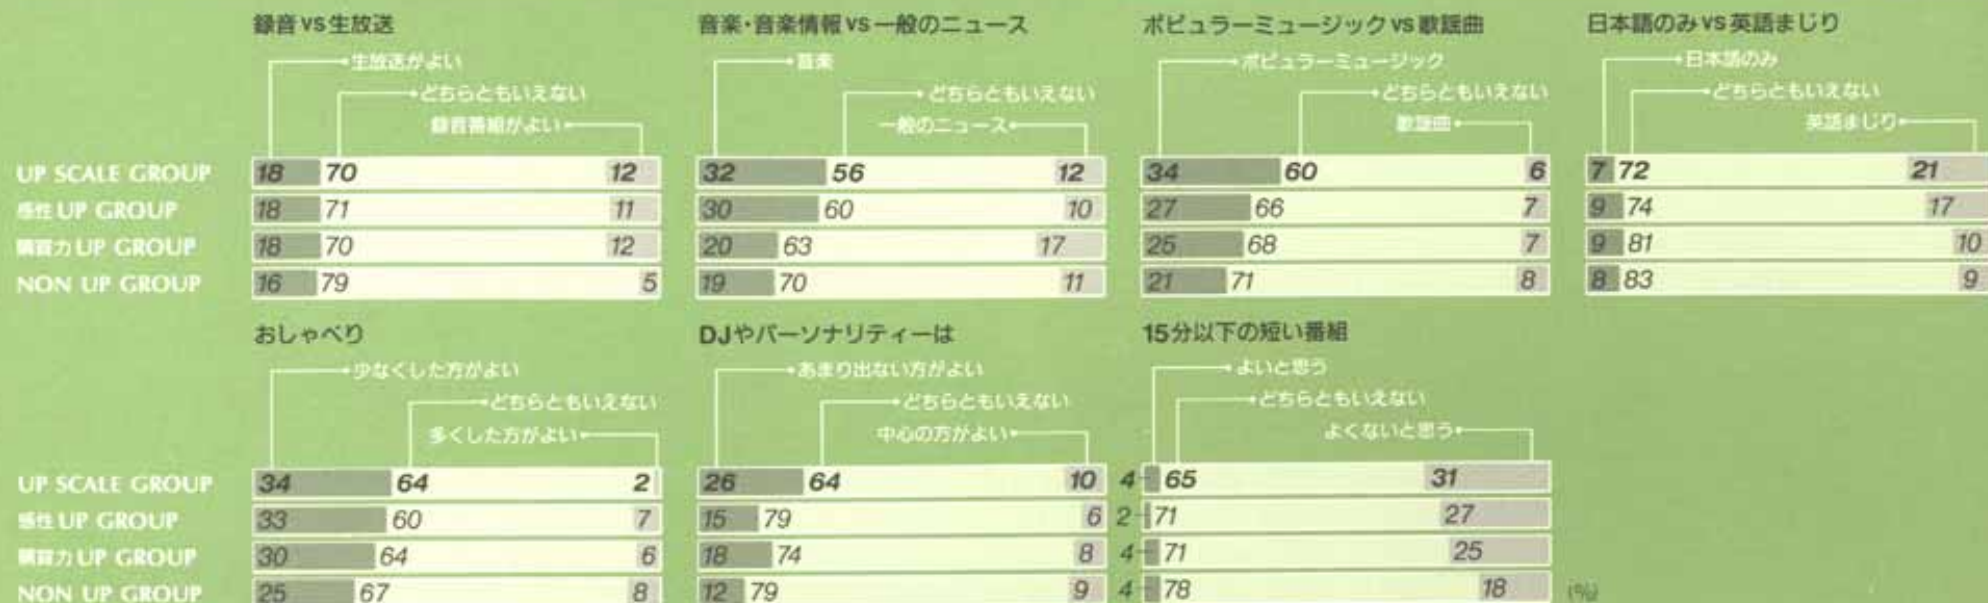 録音VS生放送
生放送がよい
どちらともいえない
録音番組がよい
音楽・音楽情報VS一般のニュース
音楽
どちらともいえない
一般のニュース
ポピュラーミュージックVS歌謡曲
ポピュラーミュージック
どちらともいえない
歌謡曲
日本語のみVS英語まじり
日本語のみ
どちらともいえない
英語まじり
UP SCALE GROUP 18 70 12 32 56 12 34 60 6 7 72 21
感性UP GROUP 18 71 11 30 60 10 27 66 7 9 74 17
購買力UP GROUP 18 70 12 20 63 17 25 68 7 9 81 10
NON UP GROUP 16 79 5 19 70 11 21 71 8 8 83 9
おしゃべり
少なくした方がよい
どちらともいえない
多くした方がよい
DJやパーソナリティーは
あまり出ない方がよい
どちらともいえない
中心の方がよい
15分以下の短い番組
よいと思う
どちらともいえない
よくないと思う
UP SCALE GROUP 34 64 2 26 64 10 4 65 31
感性UP GROUP 33 60 7 15 79 6 2 71 27
購買力UP GROUP 30 64 6 18 74 8 4 71 25
NON UP GROUP 25 67 8 12 79 9 4 78 18 (%)